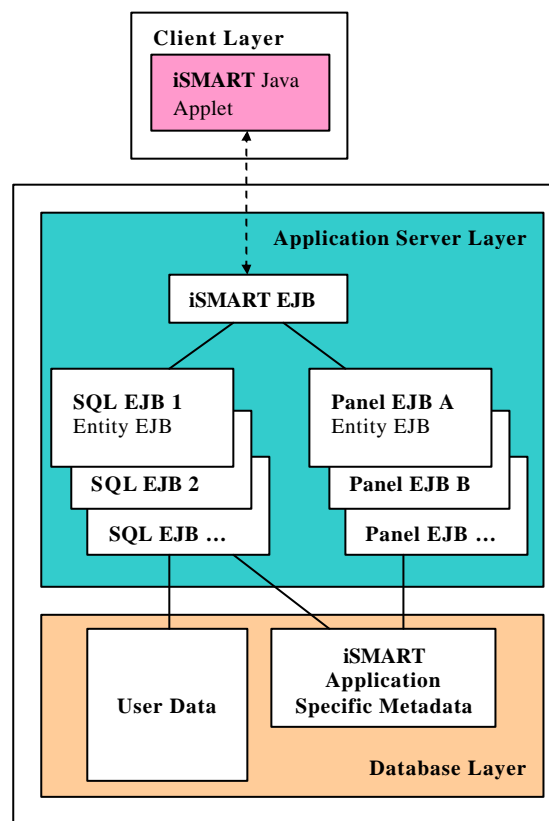 Client Layer
iSMART Java
Applet
Application Server Layer
iSMART EJB
SQL EJB 1
Entity EJB
SQL EJB 2
SQL EJB …
Panel EJB A
Entity EJB
Panel EJB B
Panel EJB …
User Data
iSMART
Application
Specific Metadata
Database Layer